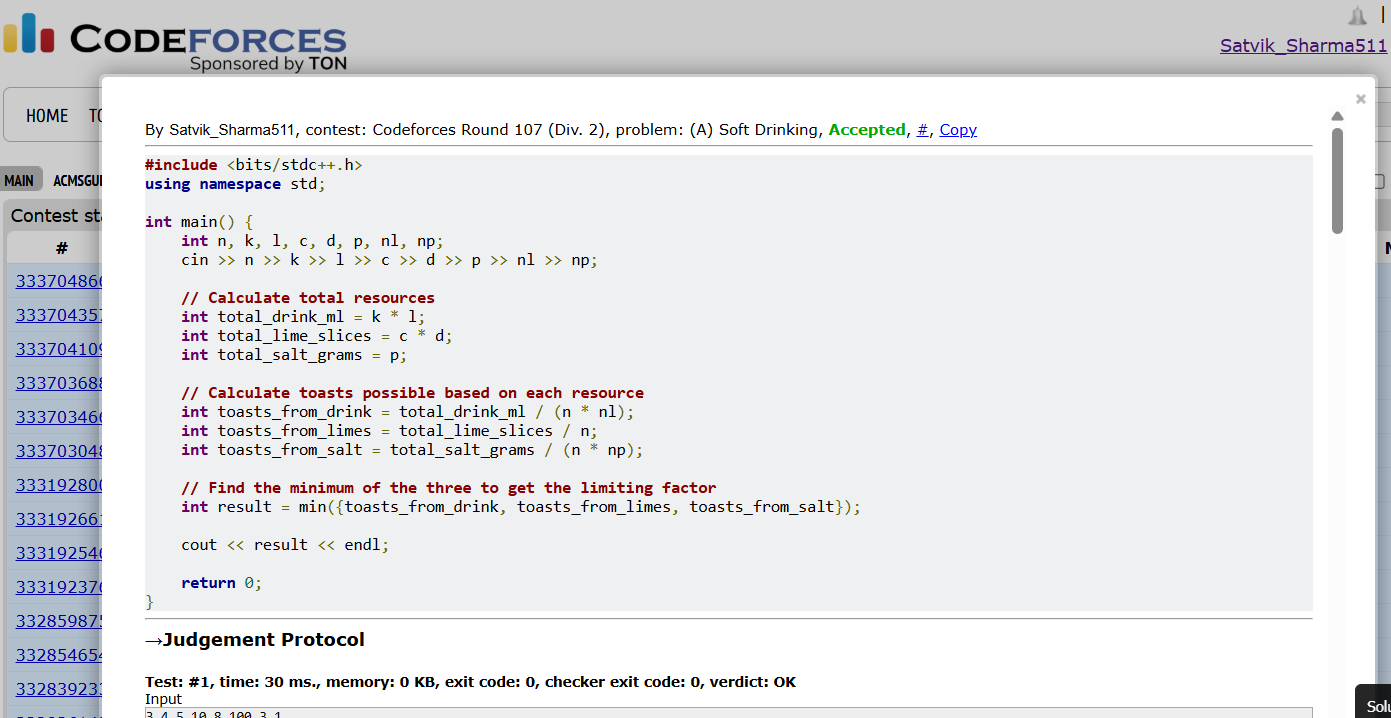 CODEFORCES
Sponsored by TON
|
Satvik_Sharma511
HOME
MAIN ACMSGU
Contest sta
#
33370486
33370435
33370410
33370368
33370346
33370304
33319280
33319266
33319254
33319237
33285987
33285465
33283923
×
By Satvik_Sharma511, contest: Codeforces Round 107 (Div. 2), problem: (A) Soft Drinking, Accepted, #, Copy
#include <bits/stdc++.h>
using namespace std;
int main() {
    int n, k, l, c, d, p, nl, np;
    cin >> n >> k >> l >> c >> d >> p >> nl >> np;
    // Calculate total resources
    int total_drink_ml = k * l;
    int total_lime_slices = c * d;
    int total_salt_grams = p;
    // Calculate toasts possible based on each resource
    int toasts_from_drink = total_drink_ml / (n * nl);
    int toasts_from_limes = total_lime_slices / n;
    int toasts_from_salt = total_salt_grams / (n * np);
    // Find the minimum of the three to get the limiting factor
    int result = min({toasts_from_drink, toasts_from_limes, toasts_from_salt});
    cout << result << endl;
    return 0;
}
→Judgement Protocol
Test: #1, time: 30 ms., memory: 0 KB, exit code: 0, checker exit code: 0, verdict: OK
Input
3 4 5 10 8 100 3 1
Solu